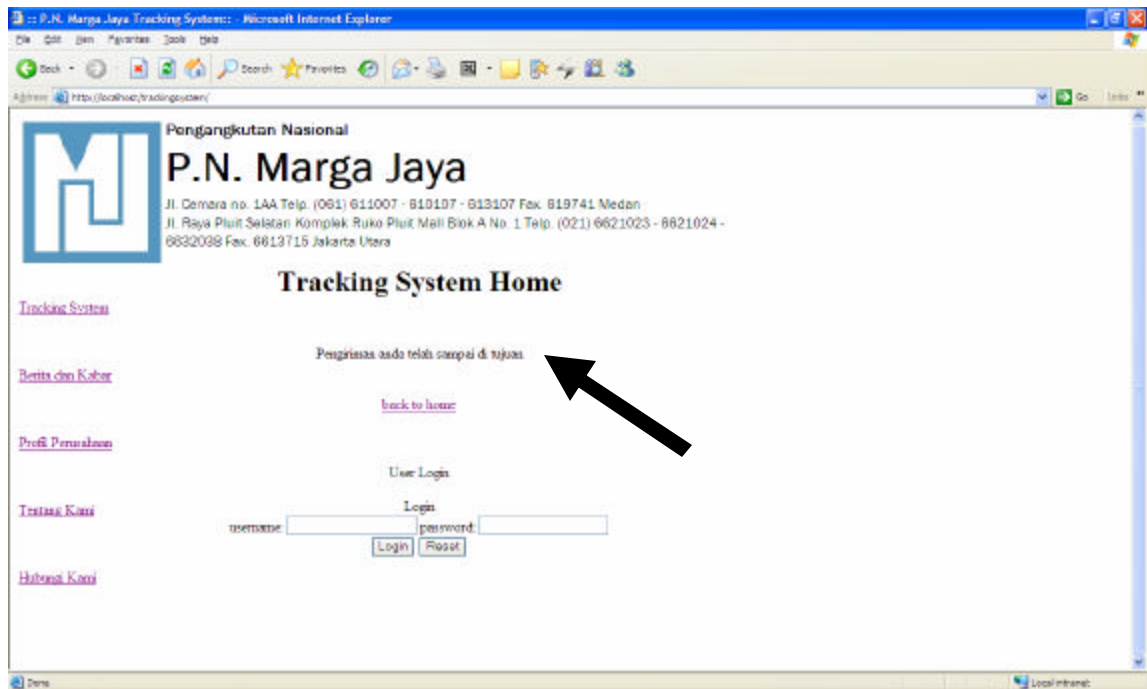 :: P.N. Marga Jaya Tracking System:: - Microsoft Internet Explorer
File Edit View Favorites Tools Help
Back Search Favorites
Address http://localhost/trackingsystem/ Go Links
Pengangkutan Nasional
P.N. Marga Jaya
Jl. Cemara no. 1AA Telp. (061) 611007 - 610107 - 613107 Fax. 619741 Medan
Jl. Raya Pluit Selatan Komplek Ruko Pluit Mall Blok A No. 1 Telp. (021) 6621023 - 6621024 -
6632038 Fax. 6613715 Jakarta Utara
Tracking System Home
Tracking System
Pengiriman anda telah sampai di tujuan
Berita dan Kabar
back to home
Profil Perusahaan
User Login
Tentang Kami
Login
username: password:
Login Reset
Hubungi Kami
Done Local intranet